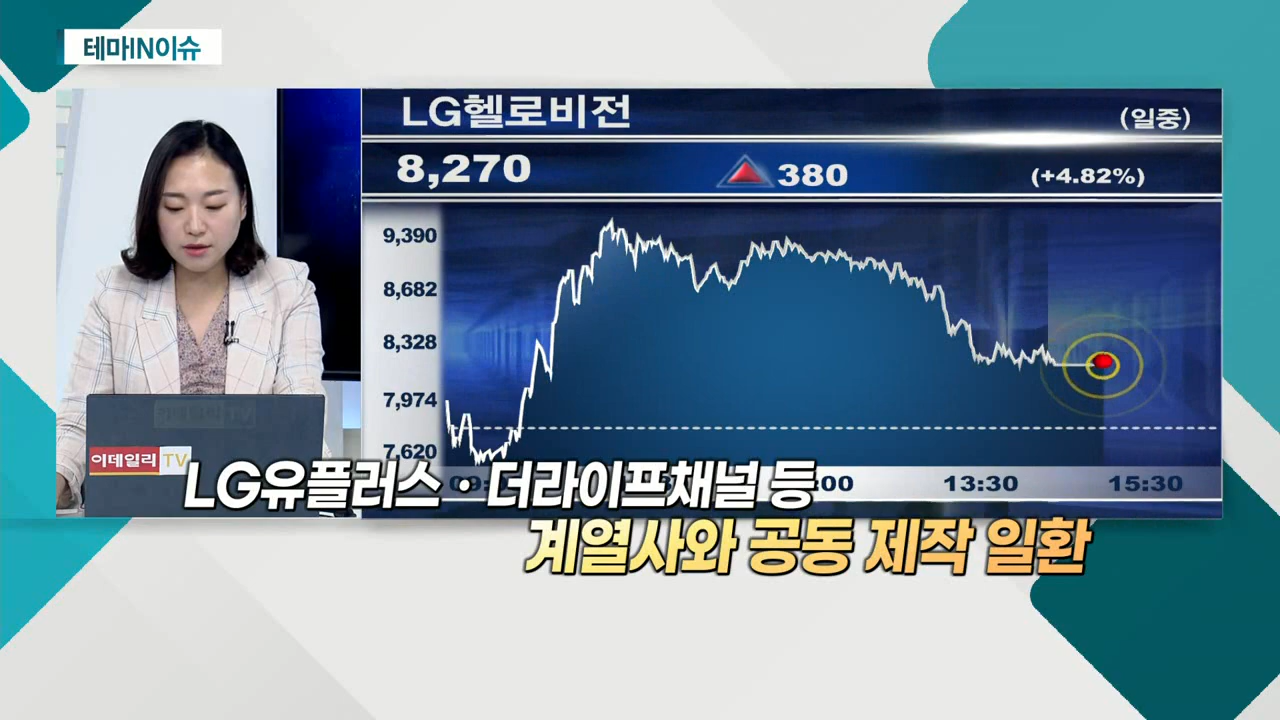 테마IN이슈
LG헬로비전
(일중)
8,270
380
(+4.82%)
9,390
8,682
8,328
7,974
7,620
13:30
15:30
이데일리 TV
LG유플러스·더라이프채널 등
계열사와 공동 제작 일환